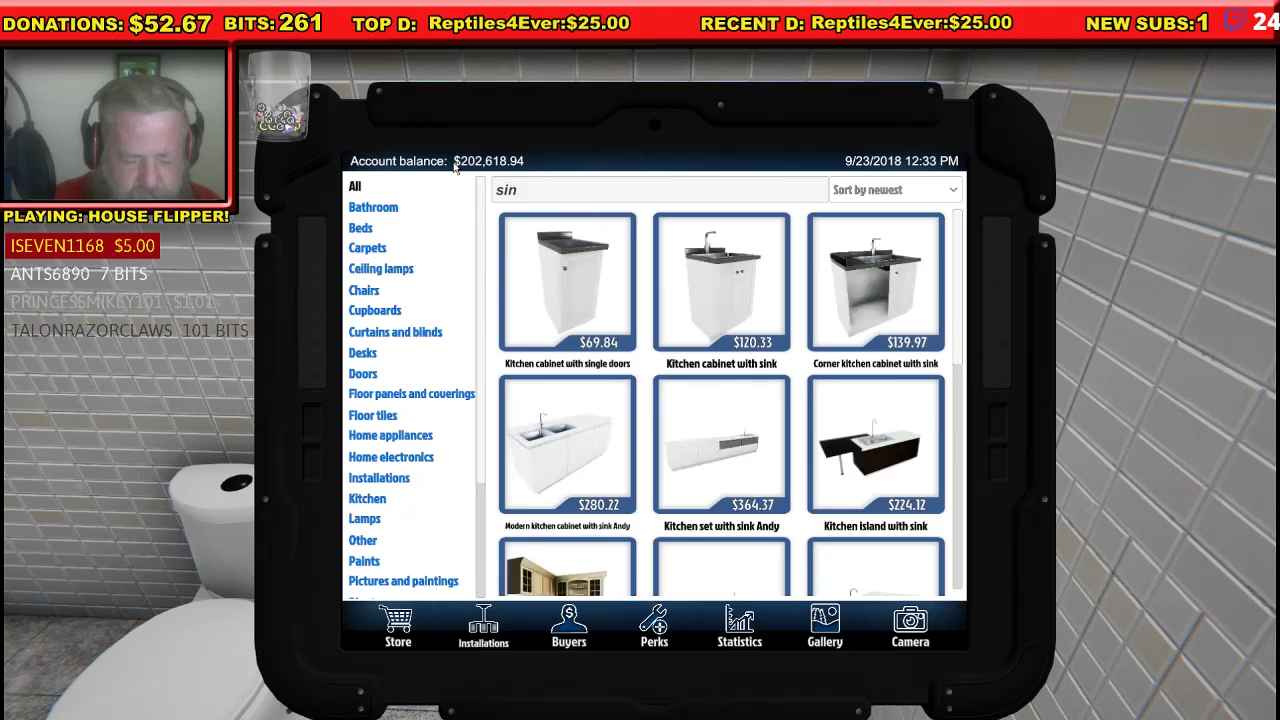 DONATIONS: $52.67 BITS: 261 TOP D: Reptiles4Ever:$25.00 RECENT D: Reptiles4Ever:$25.00 NEW SUBS: 1 24
PLAYING: HOUSE FLIPPER!
ISEVEN1168 $5.00
ANTS6890 7 BITS
PRINCESSMIKEY101 $1.01
TALONRAZORCLAWS 101 BITS
Account balance: $202,618.94 9/23/2018 12:33 PM
All
Bathroom
Beds
Carpets
Ceiling lamps
Chairs
Cupboards
Curtains and blinds
Desks
Doors
Floor panels and coverings
Floor tiles
Home appliances
Home electronics
Installations
Kitchen
Lamps
Other
Paints
Pictures and paintings
sin Sort by newest
$69.84 $120.33 $139.97
Kitchen cabinet with single doors Kitchen cabinet with sink Corner kitchen cabinet with sink
$280.22 $364.37 $224.12
Modern kitchen cabinet with sink Andy Kitchen set with sink Andy Kitchen island with sink
Store Installations Buyers Perks Statistics Gallery Camera